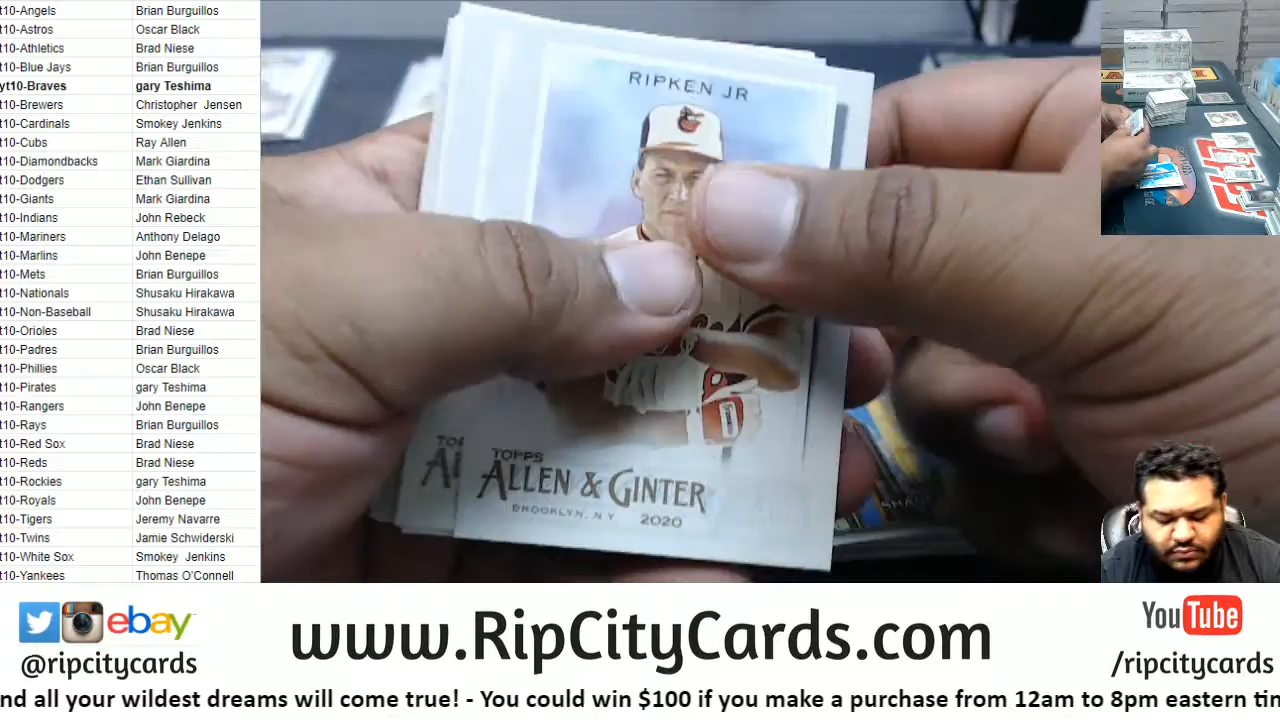 t10-Angels Brian Burguillos
t10-Astros Oscar Black
t10-Athletics Brad Niese
t10-Blue Jays Brian Burguillos
yt10-Braves gary Teshima
t10-Brewers Christopher Jensen
t10-Cardinals Smokey Jenkins
t10-Cubs Ray Allen
t10-Diamondbacks Mark Giardina
t10-Dodgers Ethan Sullivan
t10-Giants Mark Giardina
t10-Indians John Rebeck
t10-Mariners Anthony Delago
t10-Marlins John Benepe
t10-Mets Brian Burguillos
t10-Nationals Shusaku Hirakawa
t10-Non-Baseball Shusaku Hirakawa
t10-Orioles Brad Niese
t10-Padres Brian Burguillos
t10-Phillies Oscar Black
t10-Pirates gary Teshima
t10-Rangers John Benepe
t10-Rays Brian Burguillos
t10-Red Sox Brad Niese
t10-Reds Brad Niese
t10-Rockies gary Teshima
t10-Royals John Benepe
t10-Tigers Jeremy Navarre
t10-Twins Jamie Schwiderski
t10-White Sox Smokey Jenkins
t10-Yankees Thomas O'Connell
RIPKEN JR
TOPPS
ALLEN & GINTER
BROOKLYN, NY 2020
ebay
@ripcitycards
www.RipCityCards.com
YouTube
/ripcitycards
nd all your wildest dreams will come true! - You could win $100 if you make a purchase from 12am to 8pm eastern tin